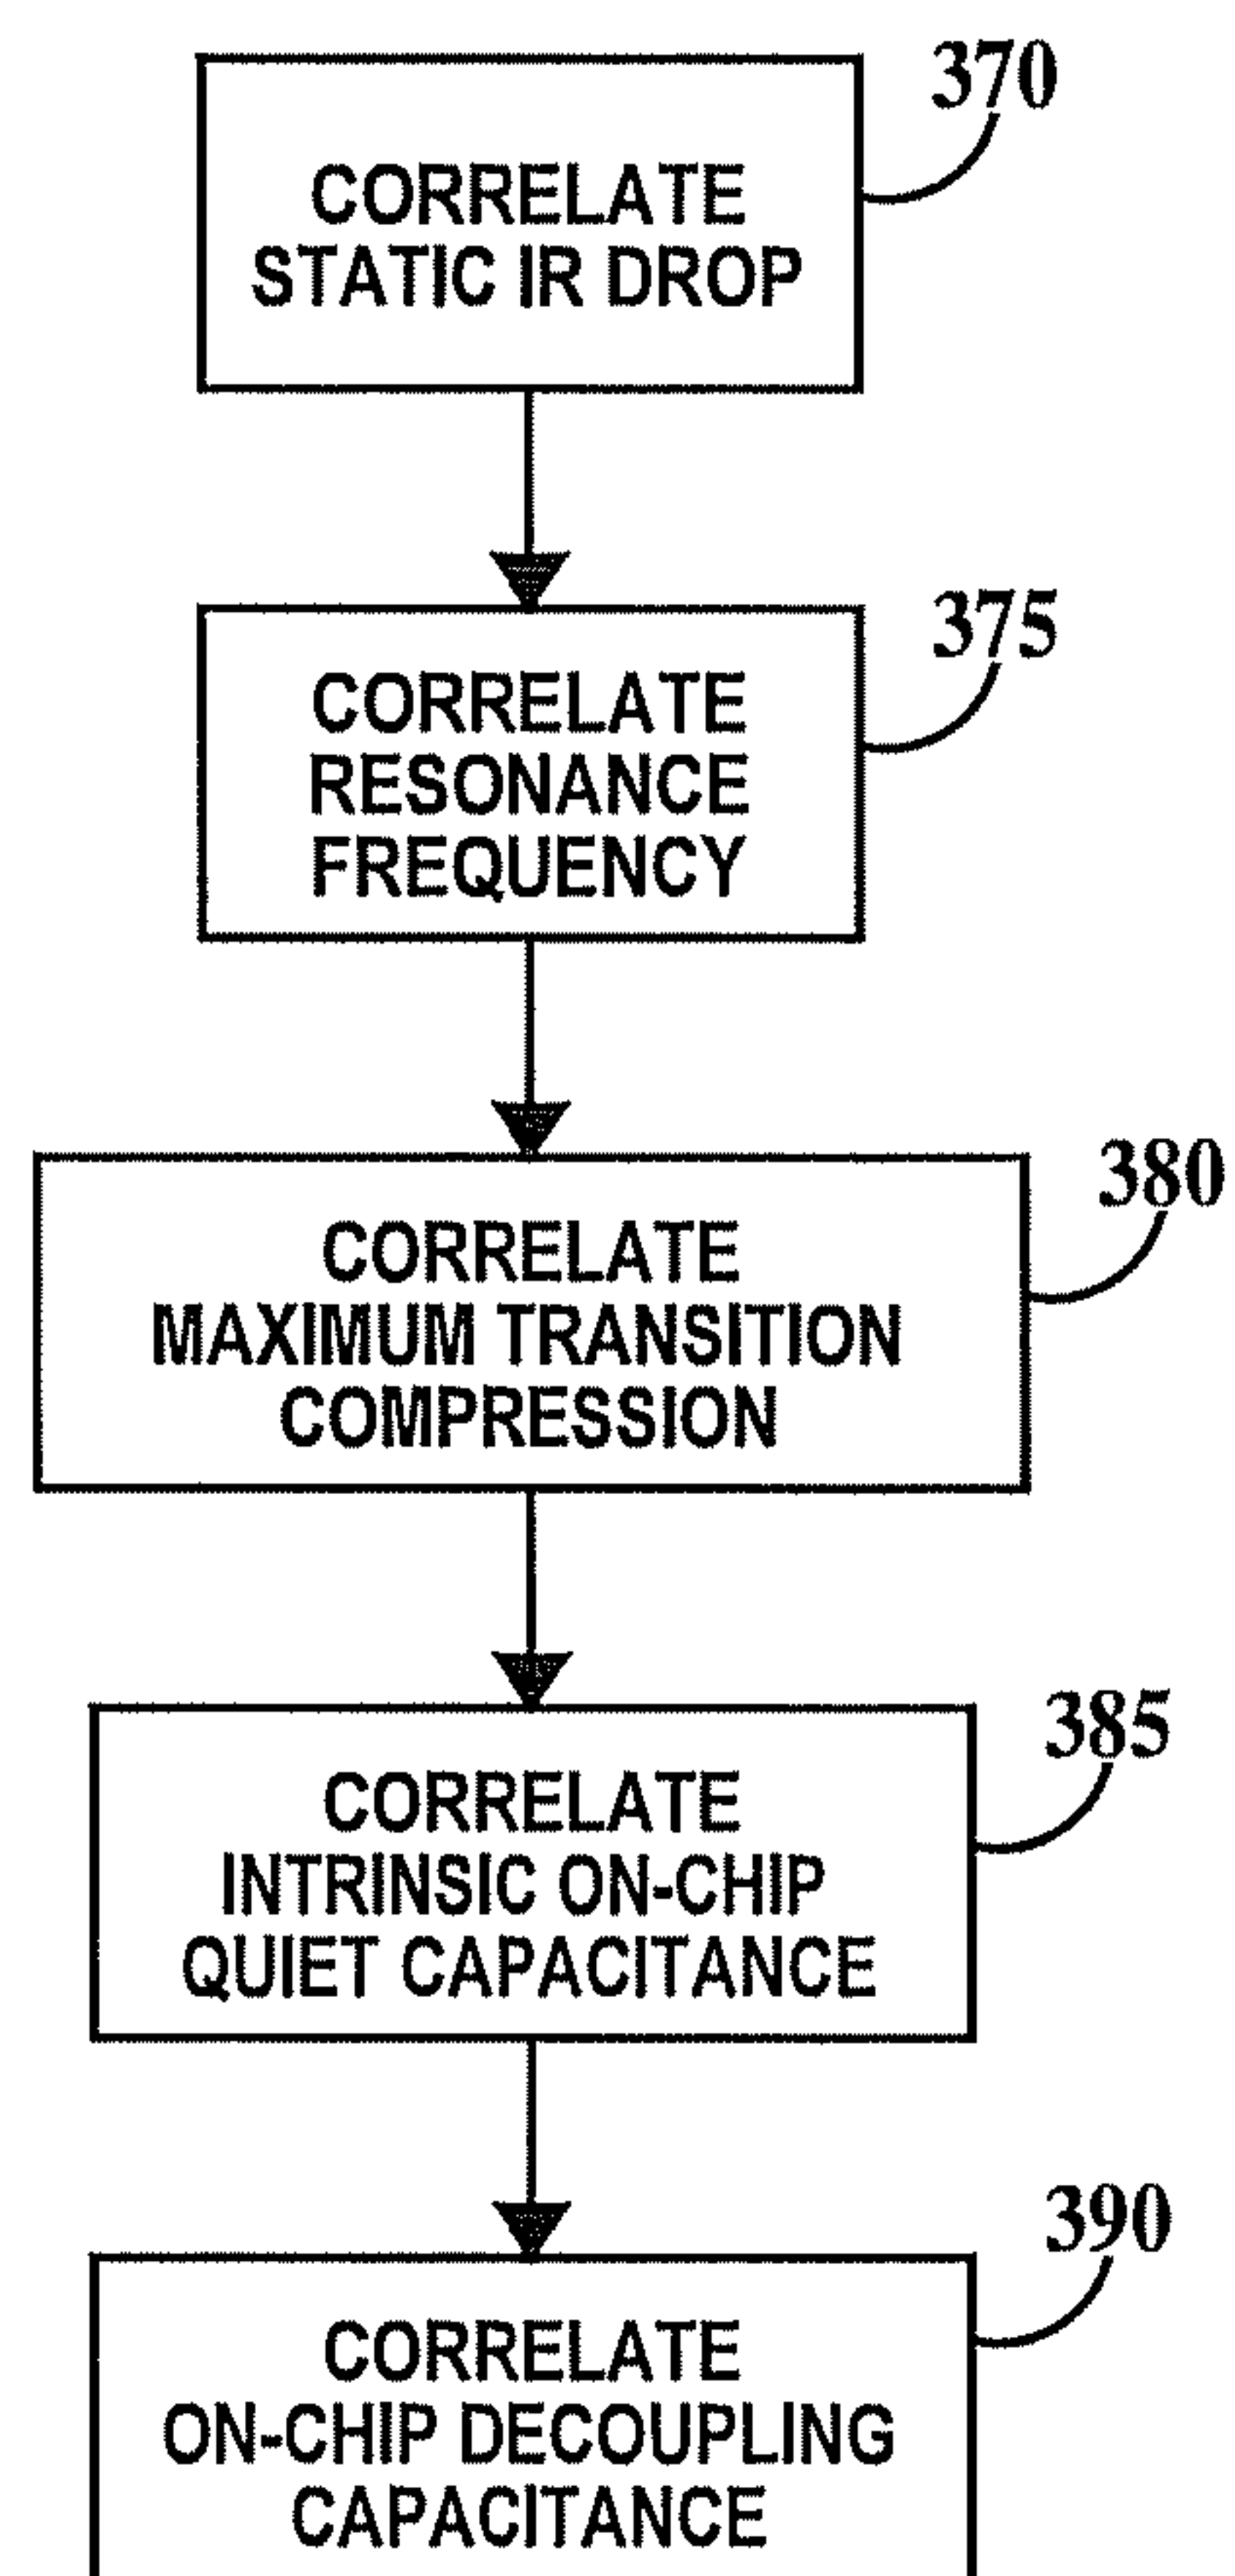 370
CORRELATE
STATIC IR DROP
375
CORRELATE
RESONANCE
FREQUENCY
380
CORRELATE
MAXIMUM TRANSITION
COMPRESSION
385
CORRELATE
INTRINSIC ON-CHIP
QUIET CAPACITANCE
390
CORRELATE
ON-CHIP DECOUPLING
CAPACITANCE